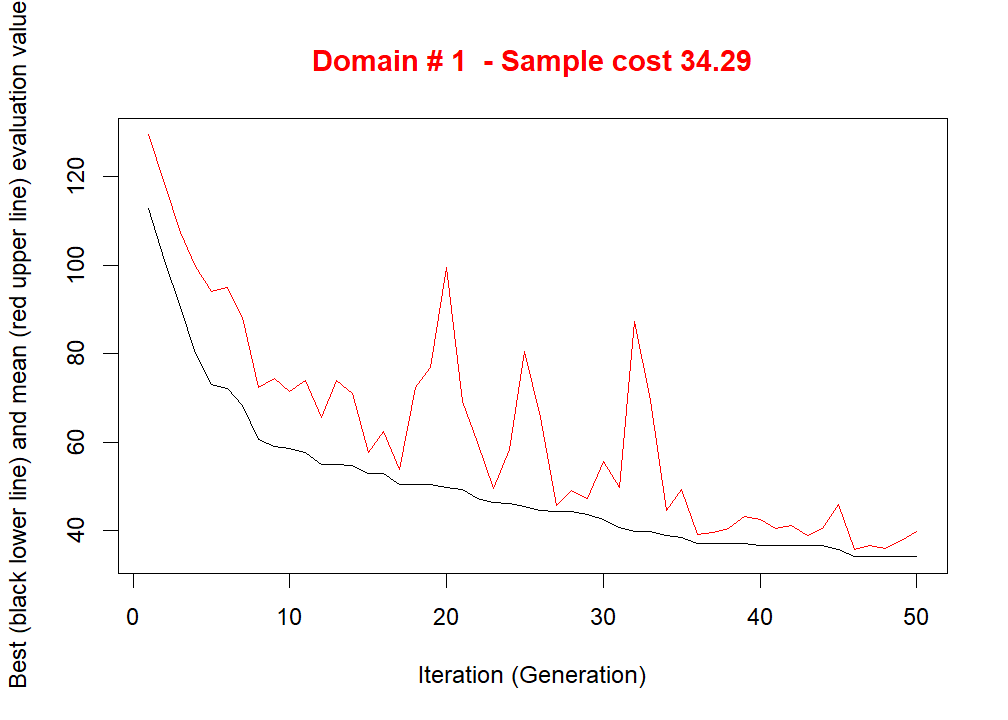 Domain # 1  - Sample cost 34.29
Best (black lower line) and mean (red upper line) evaluation value
120
100
80
60
40
0 10 20 30 40 50
Iteration (Generation)